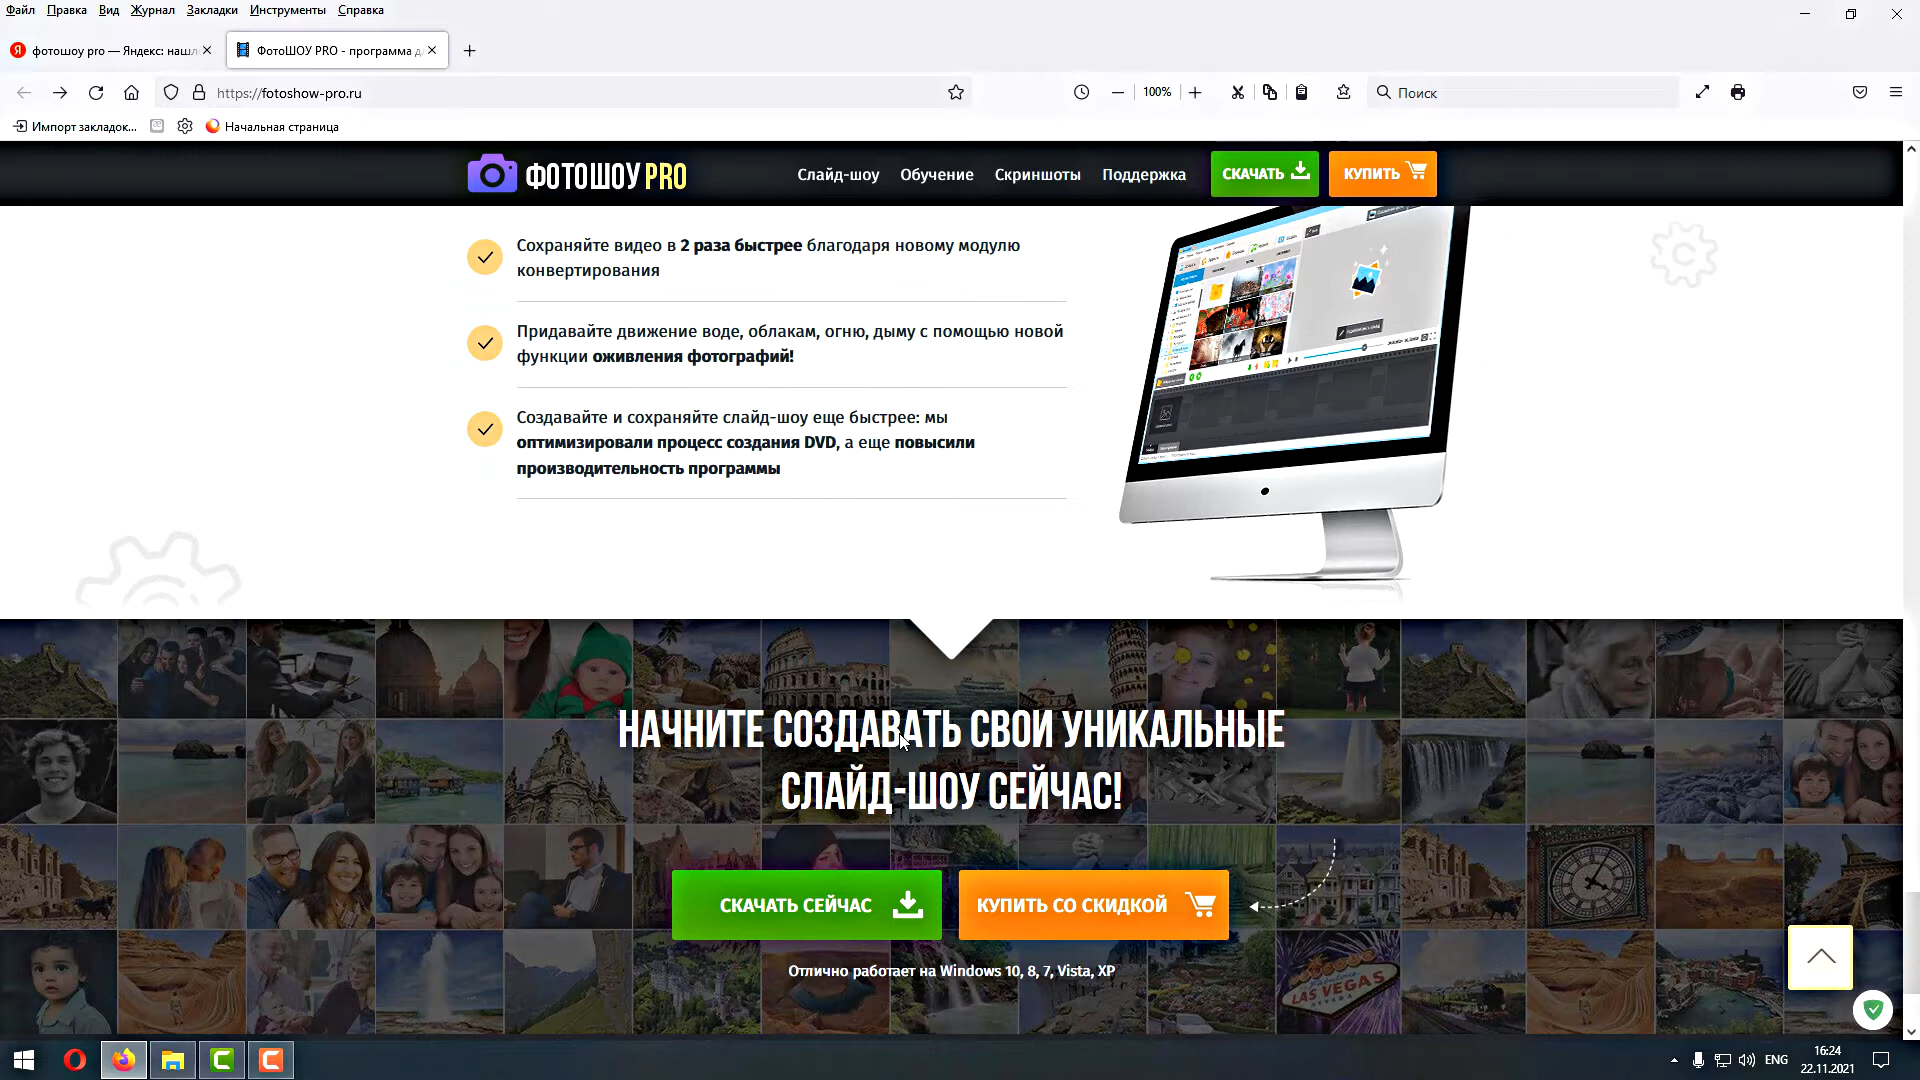 Файл Правка Вид Журнал Закладки Инструменты Справка
фотошоу pro — Яндекс: наш
ФотоШОУ PRO - программа д
https://fotoshow-pro.ru
100%
Поиск
Импорт закладок...
Начальная страница
ФОТОШОУ PRO
Слайд-шоу Обучение Скриншоты Поддержка
СКАЧАТЬ
КУПИТЬ
Сохраняйте видео в 2 раза быстрее благодаря новому модулю
конвертирования
Придавайте движение воде, облакам, огню, дыму с помощью новой
функции оживления фотографий!
Создавайте и сохраняйте слайд-шоу еще быстрее: мы
оптимизировали процесс создания DVD, а еще повысили
производительность программы
НАЧНИТЕ СОЗДАВАТЬ СВОИ УНИКАЛЬНЫЕ
СЛАЙД-ШОУ СЕЙЧАС!
СКАЧАТЬ СЕЙЧАС
КУПИТЬ СО СКИДКОЙ
Отлично работает на Windows 10, 8, 7, Vista, XP
LAS VEGAS
ENG
16:24
22.11.2021